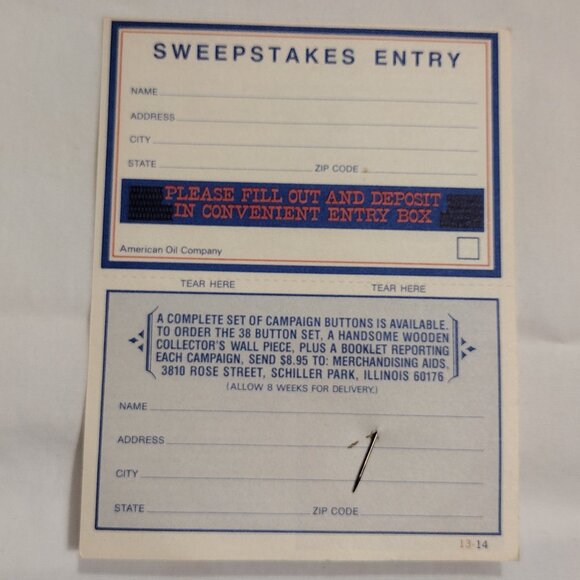 SWEEPSTAKES ENTRY
NAME
ADDRESS
CITY
STATE ZIP CODE
PLEASE FILL OUT AND DEPOSIT
IN CONVENIENT ENTRY BOX
American Oil Company
TEAR HERE TEAR HERE
A COMPLETE SET OF CAMPAIGN BUTTONS IS AVAILABLE.
TO ORDER THE 38 BUTTON SET, A HANDSOME WOODEN
COLLECTOR'S WALL PIECE, PLUS A BOOKLET REPORTING
EACH CAMPAIGN, SEND $8.95 TO: MERCHANDISING AIDS,
3810 ROSE STREET, SCHILLER PARK, ILLINOIS 60176
(ALLOW 8 WEEKS FOR DELIVERY.)
NAME
ADDRESS
CITY
STATE ZIP CODE
13-14